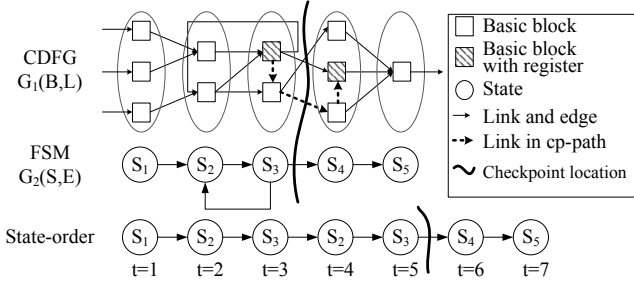 CDFG
G₁(B,L)
Basic block
Basic block
with register
State
Link and edge
Link in cp-path
Checkpoint location
FSM
G₂(S,E)
S₁ S₂ S₃ S₄ S₅
State-order
S₁ S₂ S₃ S₂ S₃ S₄ S₅
t=1 t=2 t=3 t=4 t=5 t=6 t=7